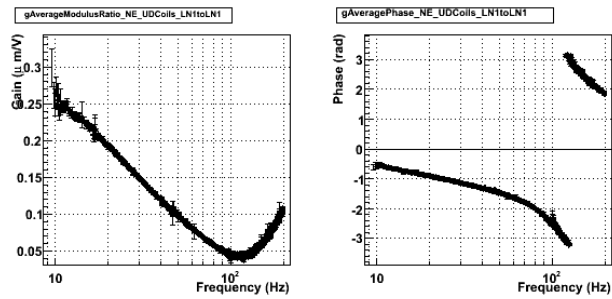 gAverageModulusRatio_NE_UDCoils_LN1toLN1
Gain (μ m/V)
0.3
0.25
0.2
0.15
0.1
0.05
10
10²
Frequency (Hz)
gAveragePhase_NE_UDCoils_LN1toLN1
Phase (rad)
3
2
1
0
-1
-2
-3
10
10²
Frequency (Hz)